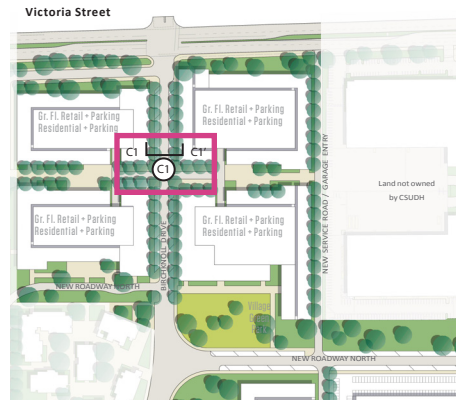 Victoria Street
Gr. Fl. Retail + Parking
Residential + Parking
Gr. Fl. Retail + Parking
Residential + Parking
C1
C1'
C1
NEW SERVICE ROAD / GARAGE ENTRY
Land not owned
by CSUDH
Gr. Fl. Retail + Parking
Residential + Parking
Gr. Fl. Retail + Parking
Residential + Parking
BIRCHKNOLL DRIVE
NEW ROADWAY NORTH
Village
NEW ROADWAY NORTH